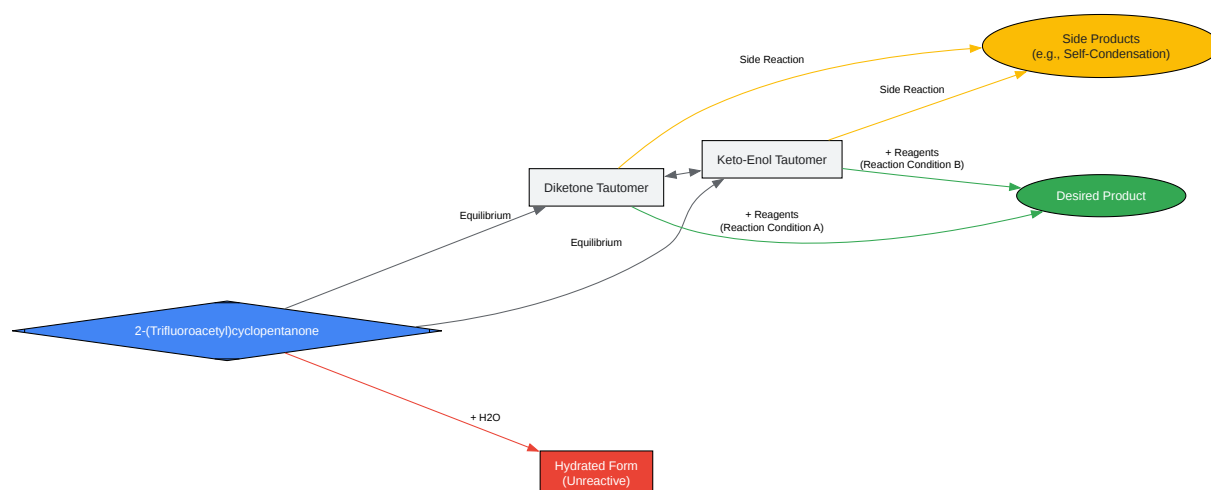 Side Products
(e.g., Self-Condensation)
Side Reaction
Side Reaction
Keto-Enol Tautomer
+ Reagents
(Reaction Condition B)
Diketone Tautomer
Desired Product
Equilibrium
+ Reagents
(Reaction Condition A)
Equilibrium
2-(Trifluoroacetyl)cyclopentanone
+ H2O
Hydrated Form
(Unreactive)